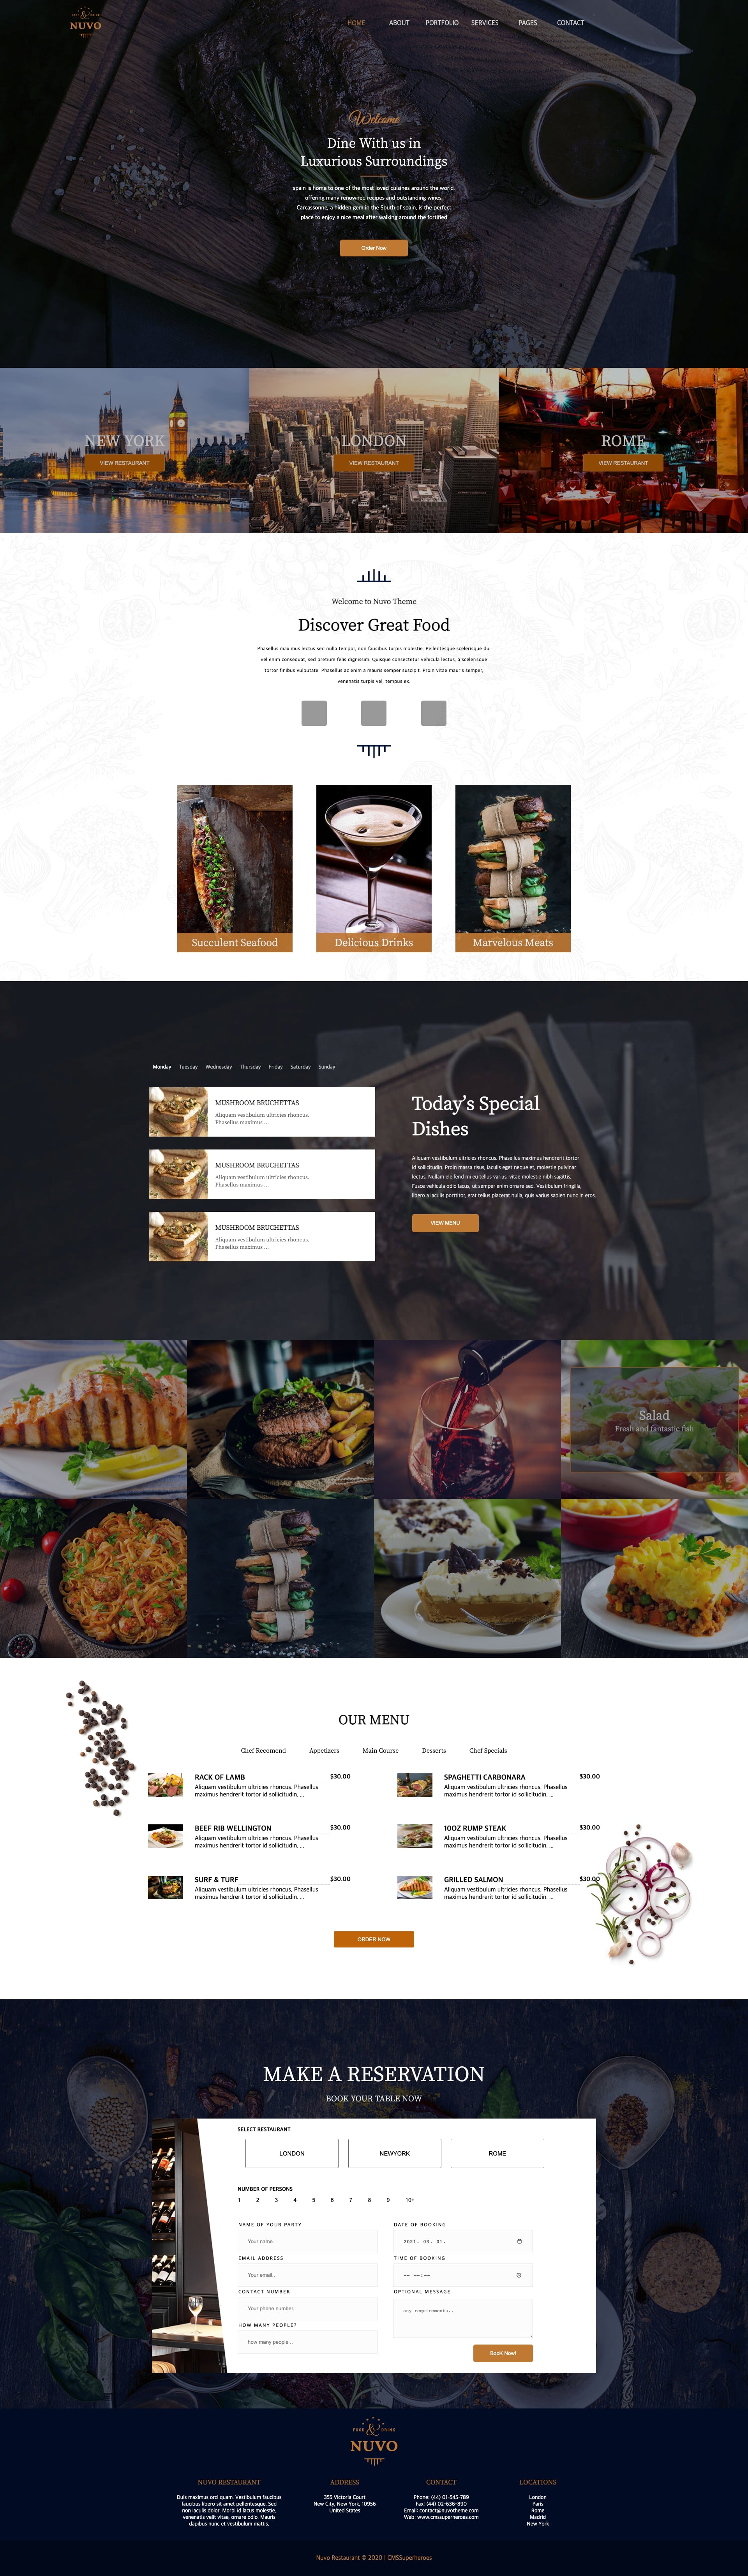 FOOD & DRINK
NUVO
HOME ABOUT PORTFOLIO SERVICES PAGES CONTACT
Welcome
Dine With us in
Luxurious Surroundings
spain is home to one of the most loved cuisines around the world,
offering many renowned recipes and outstanding wines.
Carcassonne, a hidden gem in the South of spain, is the perfect
place to enjoy a nice meal after walking around the fortified
Order Now
NEW YORK
VIEW RESTAURANT
LONDON
VIEW RESTAURANT
ROME
VIEW RESTAURANT
Welcome to Nuvo Theme
Discover Great Food
Phasellus maximus lectus sed nulla tempor, non faucibus turpis molestie. Pellentesque scelerisque dui
vel enim consequat, sed pretium felis dignissim. Quisque consectetur vehicula lectus, a scelerisque
tortor finibus vulputate. Phasellus ac enim a mauris semper suscipit. Proin vitae mauris semper,
venenatis turpis vel, tempus ex.
Succulent Seafood
Delicious Drinks
Marvelous Meats
Monday Tuesday Wednesday Thursday Friday Saturday Sunday
MUSHROOM BRUCHETTAS
Aliquam vestibulum ultricies rhoncus.
Phasellus maximus ...
MUSHROOM BRUCHETTAS
Aliquam vestibulum ultricies rhoncus.
Phasellus maximus ...
MUSHROOM BRUCHETTAS
Aliquam vestibulum ultricies rhoncus.
Phasellus maximus ...
Today's Special
Dishes
Aliquam vestibulum ultricies rhoncus. Phasellus maximus hendrerit tortor
id sollicitudin. Proin massa risus, iaculis eget neque et, molestie pulvinar
lectus. Nullam eleifend mi eu tellus varius, vitae molestie nibh sagittis.
Fusce vehicula odio lacus, ut semper enim ornare sed. Vestibulum fringilla,
libero a iaculis porttitor, erat tellus placerat nulla, quis varius sapien nunc in eros.
VIEW MENU
Salad
Fresh and fantastic fish
OUR MENU
Chef Recomend Appetizers Main Course Desserts Chef Specials
RACK OF LAMB $30.00
Aliquam vestibulum ultricies rhoncus. Phasellus
maximus hendrerit tortor id sollicitudin. ...
SPAGHETTI CARBONARA $30.00
Aliquam vestibulum ultricies rhoncus. Phasellus
maximus hendrerit tortor id sollicitudin. ...
BEEF RIB WELLINGTON $30.00
Aliquam vestibulum ultricies rhoncus. Phasellus
maximus hendrerit tortor id sollicitudin. ...
10OZ RUMP STEAK $30.00
Aliquam vestibulum ultricies rhoncus. Phasellus
maximus hendrerit tortor id sollicitudin. ...
SURF & TURF $30.00
Aliquam vestibulum ultricies rhoncus. Phasellus
maximus hendrerit tortor id sollicitudin. ...
GRILLED SALMON $30.00
Aliquam vestibulum ultricies rhoncus. Phasellus
maximus hendrerit tortor id sollicitudin. ...
ORDER NOW
MAKE A RESERVATION
BOOK YOUR TABLE NOW
SELECT RESTAURANT
LONDON NEWYORK ROME
NUMBER OF PERSONS
1 2 3 4 5 6 7 8 9 10+
NAME OF YOUR PARTY
Your name..
EMAIL ADDRESS
Your email..
CONTACT NUMBER
Your phone number..
HOW MANY PEOPLE?
how many people ..
DATE OF BOOKING
2021. 03. 01.
TIME OF BOOKING
-- --:--
OPTIONAL MESSAGE
any requirements..
BooK Now!
FOOD & DRINK
NUVO
NUVO RESTAURANT
Duis maximus orci quam. Vestibulum faucibus
faucibus libero sit amet pellentesque. Sed
non iaculis dolor. Morbi id lacus molestie,
venenatis velit vitae, ornare odio. Mauris
dapibus nunc et vestibulum mattis.
ADDRESS
355 Victoria Court
New City, New York, 10956
United States
CONTACT
Phone: (44) 01-545-789
Fax: (44) 02-636-890
Email: contact@nuvotheme.com
Web: www.cmssuperheroes.com
LOCATIONS
London
Paris
Rome
Madrid
New York
Nuvo Restaurant © 2020 | CMSSuperheroes